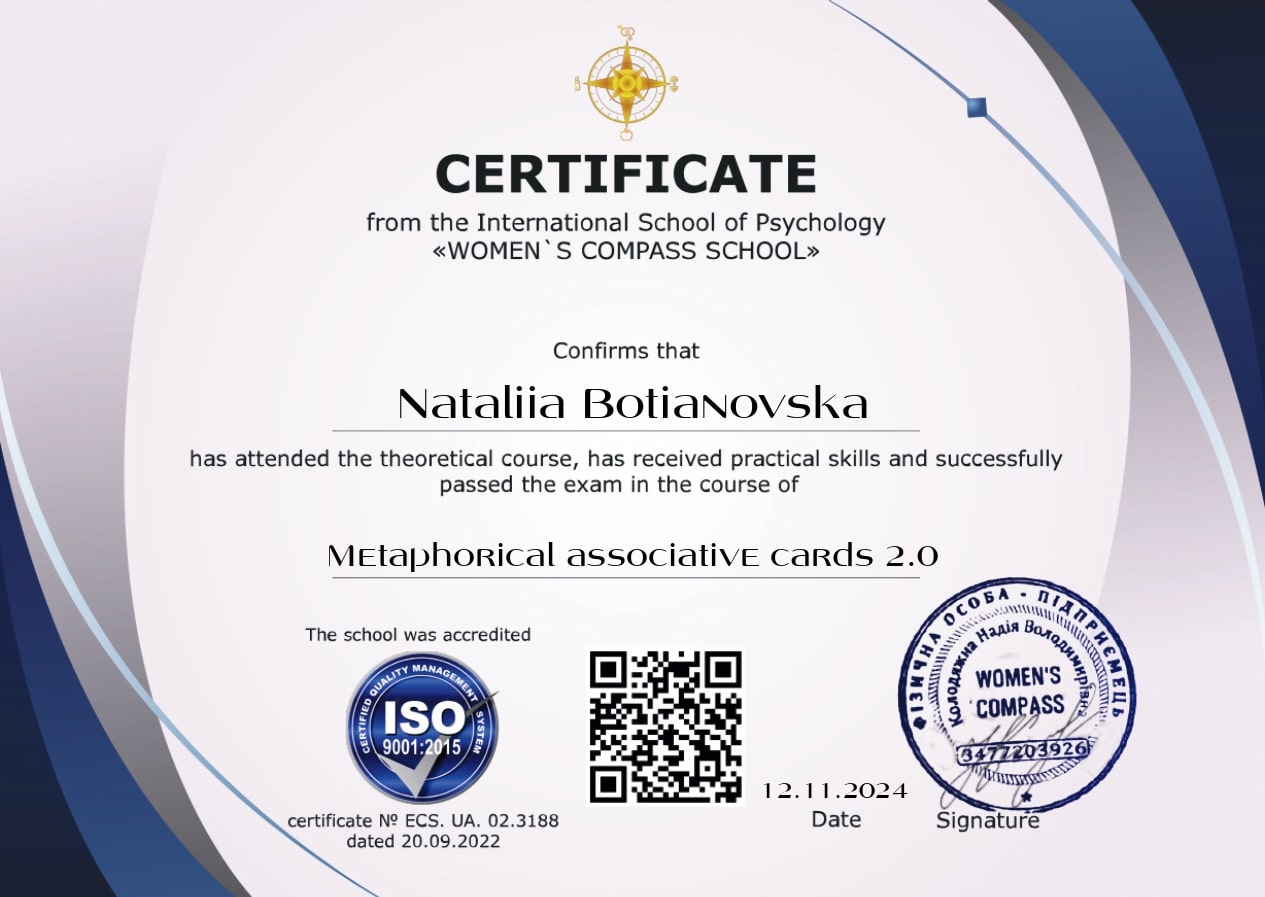 CERTIFICATE
from the International School of Psychology
«WOMEN`S COMPASS SCHOOL»
Confirms that
Nataliia Botianovska
has attended the theoretical course, has received practical skills and successfully
passed the exam in the course of
Metaphorical associative cards 2.0
The school was accredited
CERTIFIED QUALITY MANAGEMENT SYSTEM
ISO
9001:2015
certificate № ECS. UA. 02.3188
dated 20.09.2022
12.11.2024
Date
ФІЗИЧНА ОСОБА - ПІДПРИЄМЕЦЬ
Колодяжна Надія Володимирівна
WOMEN'S
COMPASS
3477203926
Signature